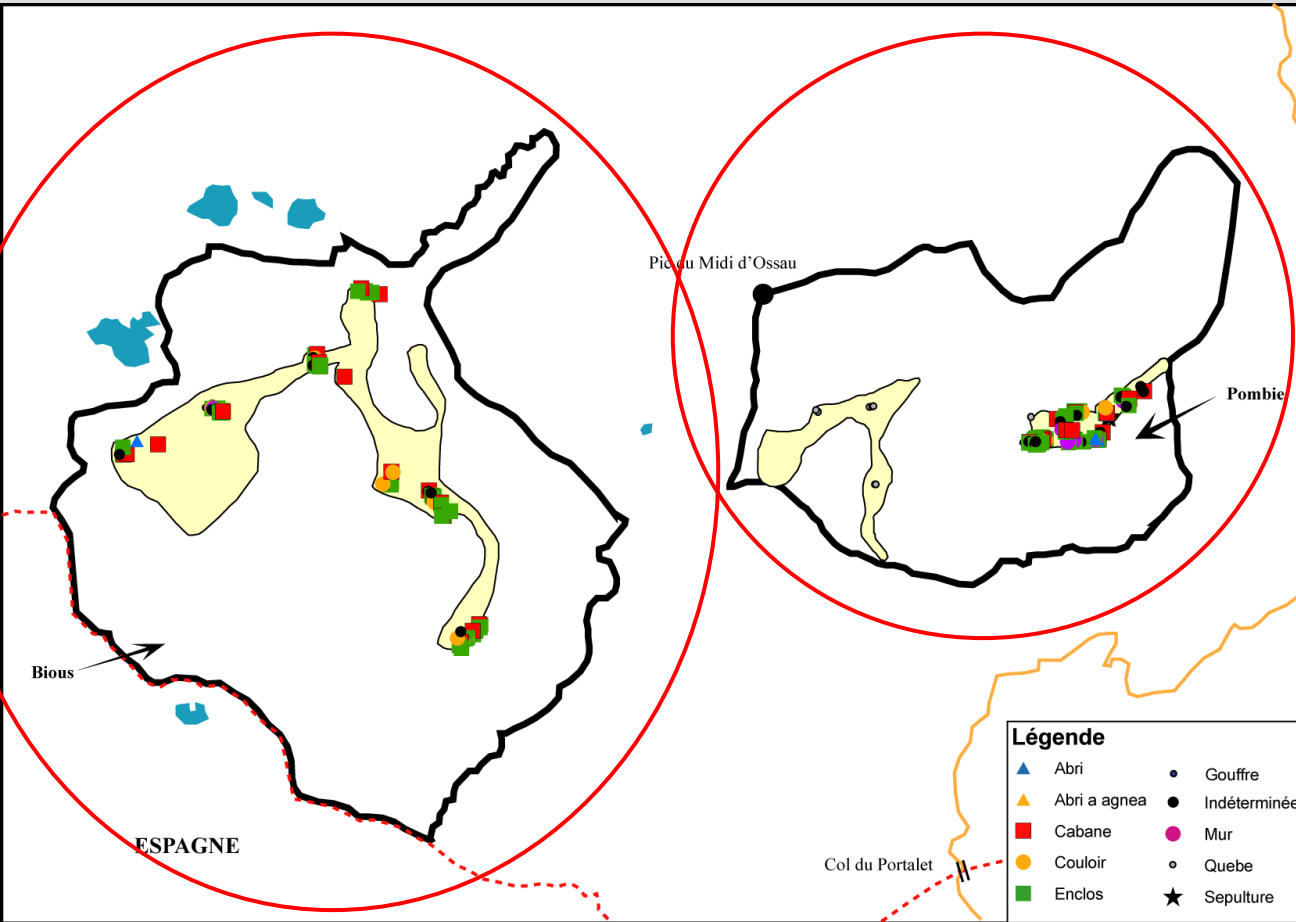 Pic du Midi d'Ossau
Pombie
Bious
ESPAGNE
Col du Portalet
Légende
Abri
Abri a agnea
Cabane
Couloir
Enclos
Gouffre
Indéterminée
Mur
Quebe
Sepulture